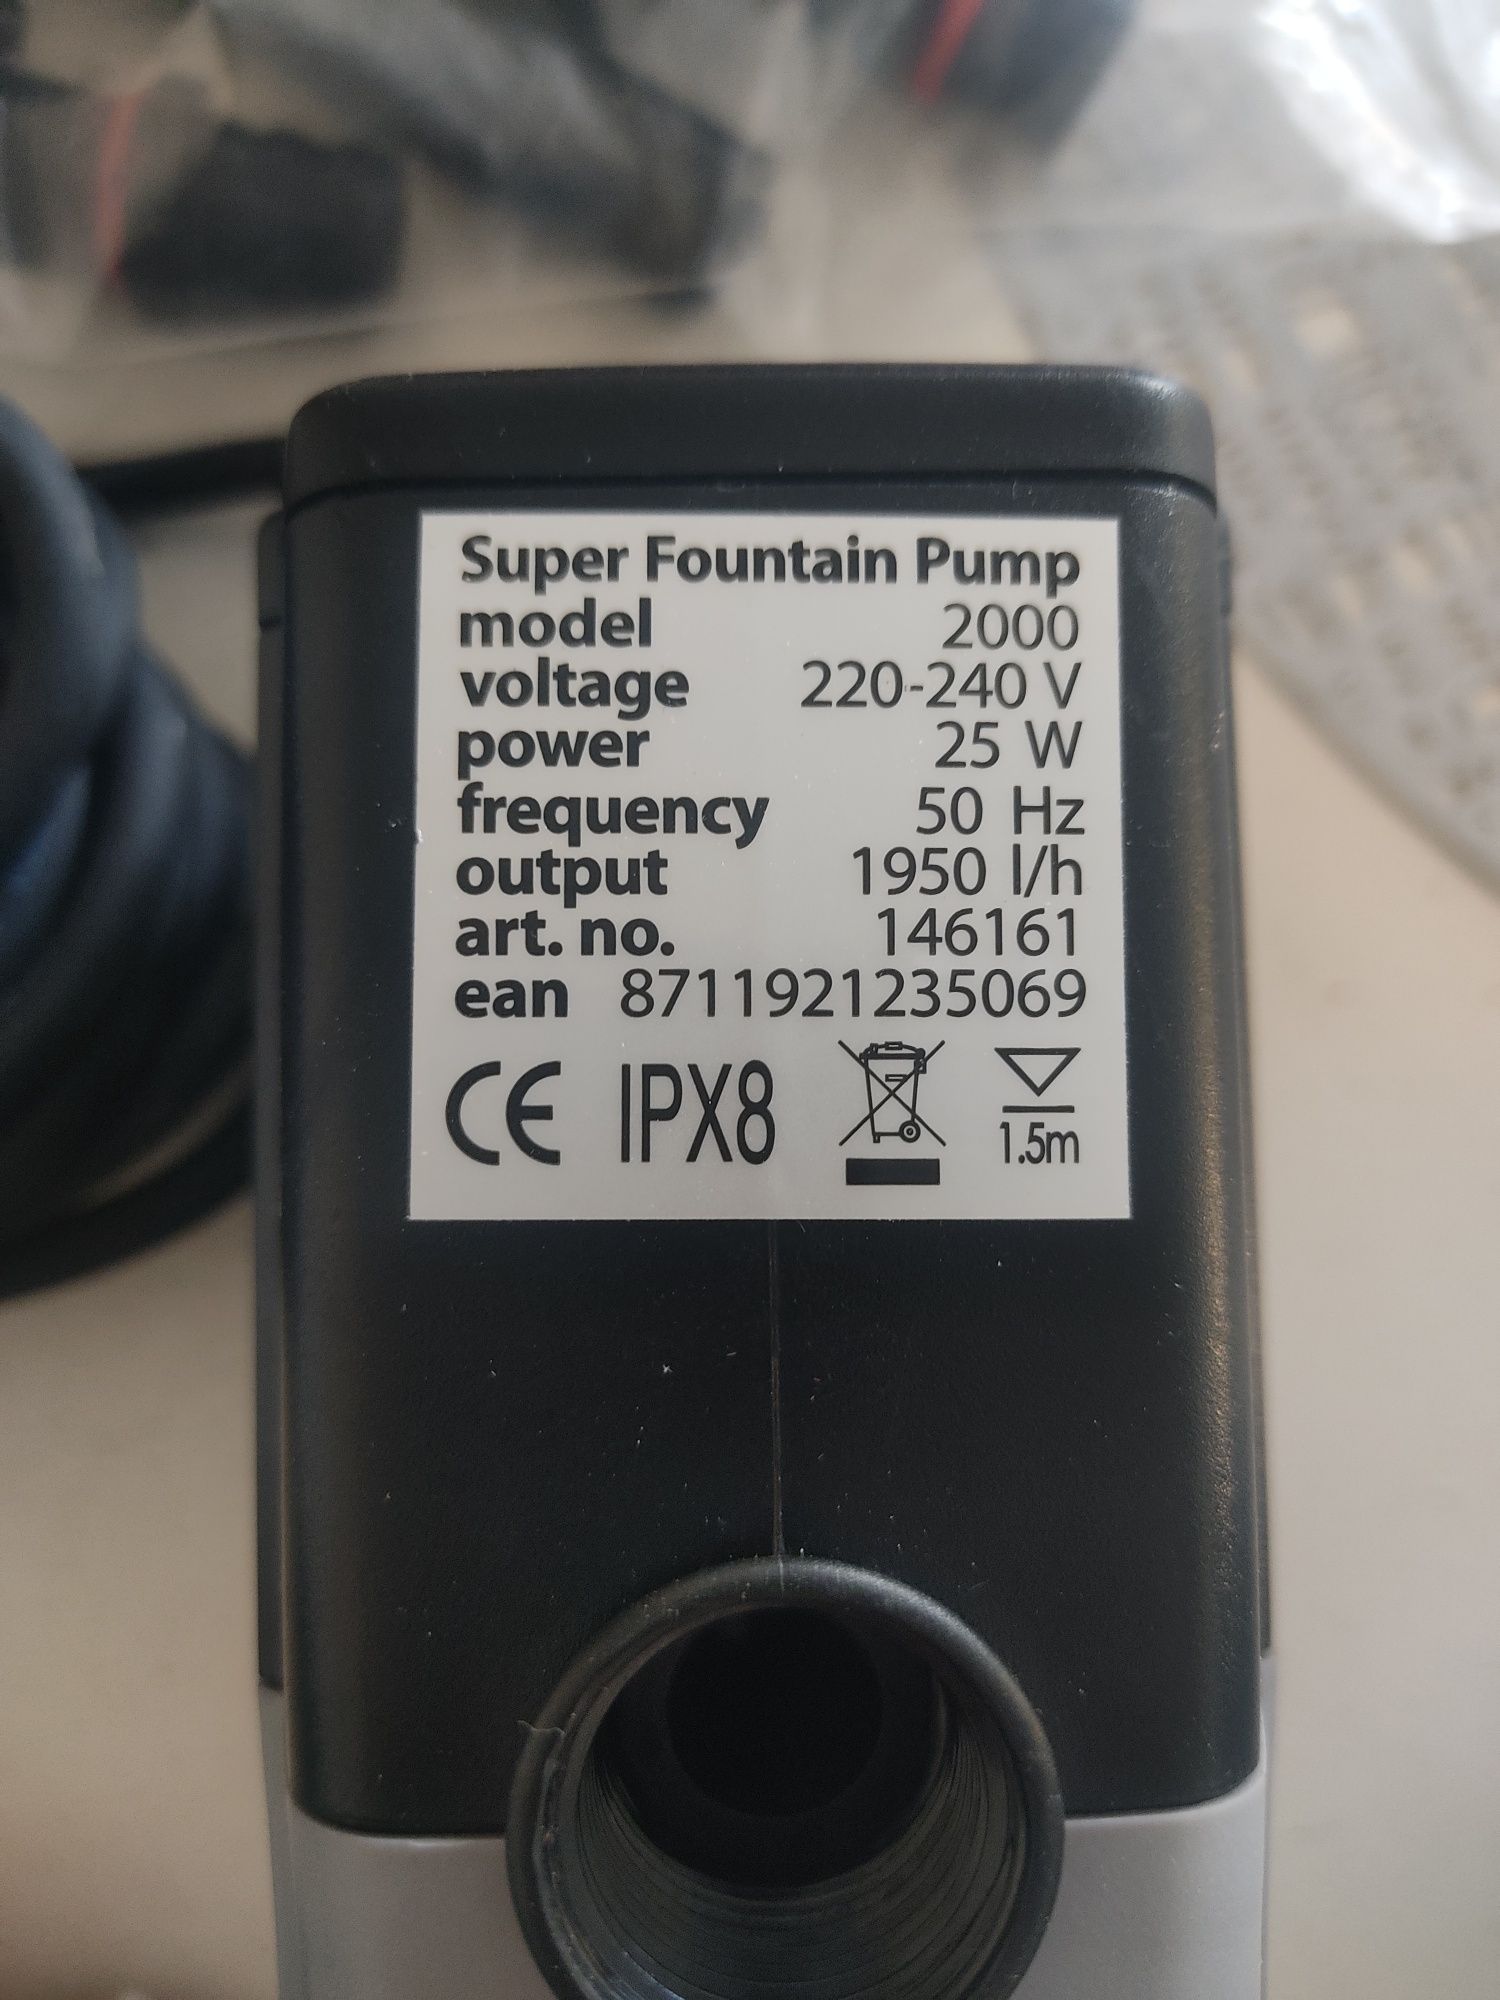 Super Fountain Pump
model 2000
voltage 220-240 V
power 25 W
frequency 50 Hz
output 1950 l/h
art. no. 146161
ean 8711921235069
CE IPX8 1.5m